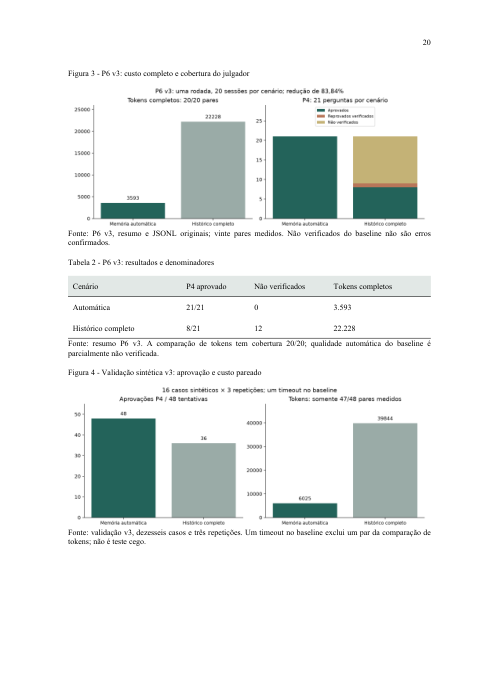 20
Figura 3 - P6 v3: custo completo e cobertura do julgador
P6 v3: uma rodada, 20 sessões por cenário; redução de 83,84%
Tokens completos: 20/20 pares
25000
20000
15000
10000
5000
0
3593
22228
Memória automática
Histórico completo
P4: 21 perguntas por cenário
Aprovados
Reprovados verificados
Não verificados
25
20
15
10
5
0
Memória automática
Histórico completo
Fonte: P6 v3, resumo e JSONL originais; vinte pares medidos. Não verificados do baseline não são erros
confirmados.
Tabela 2 - P6 v3: resultados e denominadores
Cenário P4 aprovado Não verificados Tokens completos
Automática 21/21 0 3.593
Histórico completo 8/21 12 22.228
Fonte: resumo P6 v3. A comparação de tokens tem cobertura 20/20; qualidade automática do baseline é
parcialmente não verificada.
Figura 4 - Validação sintética v3: aprovação e custo pareado
16 casos sintéticos × 3 repetições; um timeout no baseline
Aprovações P4 / 48 tentativas
50
40
30
20
10
0
48
36
Memória automática
Histórico completo
Tokens: somente 47/48 pares medidos
40000
30000
20000
10000
0
6025
39844
Memória automática
Histórico completo
Fonte: validação v3, dezesseis casos e três repetições. Um timeout no baseline exclui um par da comparação de
tokens; não é teste cego.